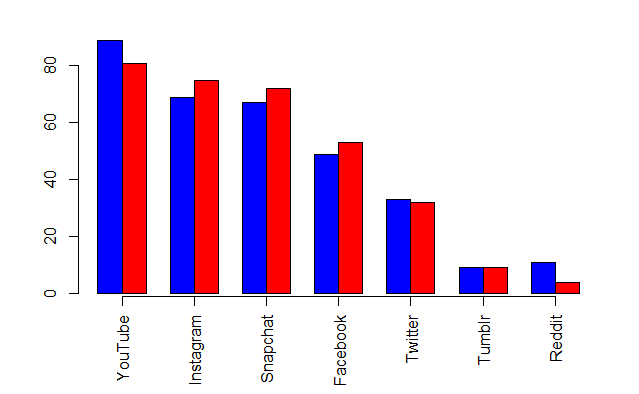 80
60
40
20
0
YouTube
Instagram
Snapchat
Facebook
Twitter
Tumblr
Reddit